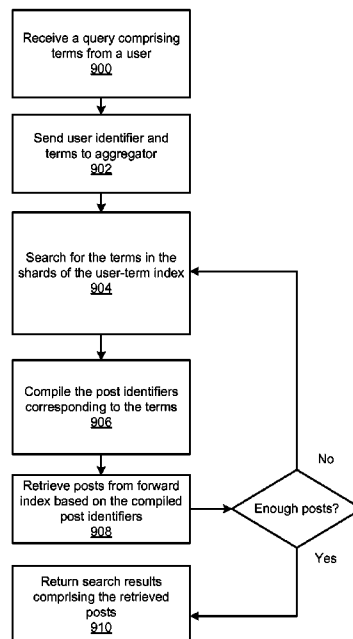 Receive a query comprising
terms from a user
900
Send user identifier and
terms to aggregator
902
Search for the terms in the
shards of the user-term index
904
Compile the post identifiers
corresponding to the terms
906
Retrieve posts from forward
index based on the compiled
post identifiers
908
No
Enough posts?
Yes
Return search results
comprising the retrieved
posts
910